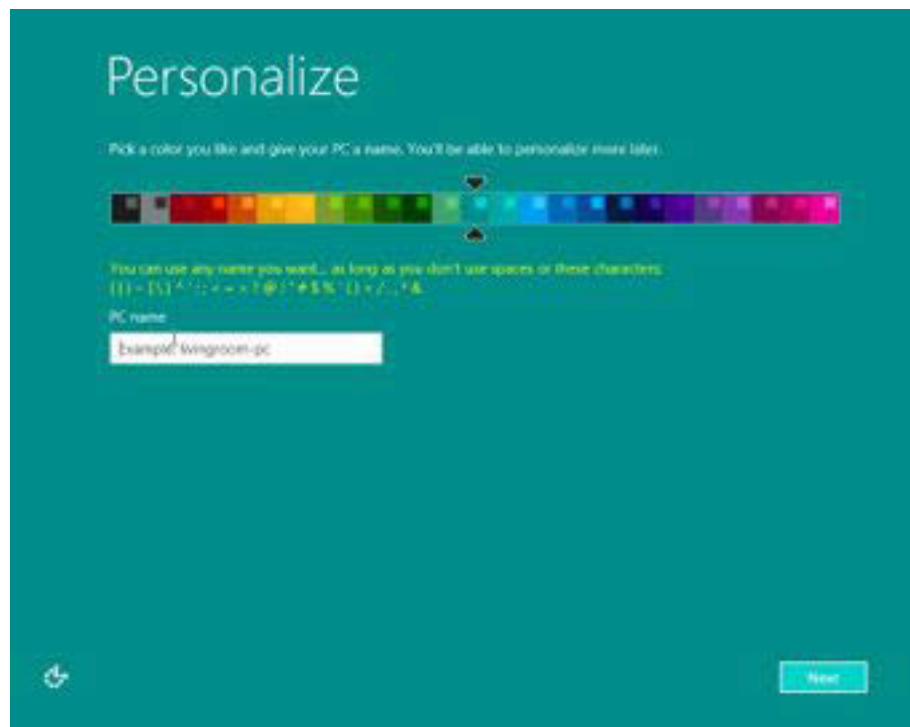 Personalize
Pick a color you like and give your PC a name. You'll be able to personalize more later.
You can use any name you want... as long as you don't use spaces or these characters:
PC name
Example: livingroom-pc
Next